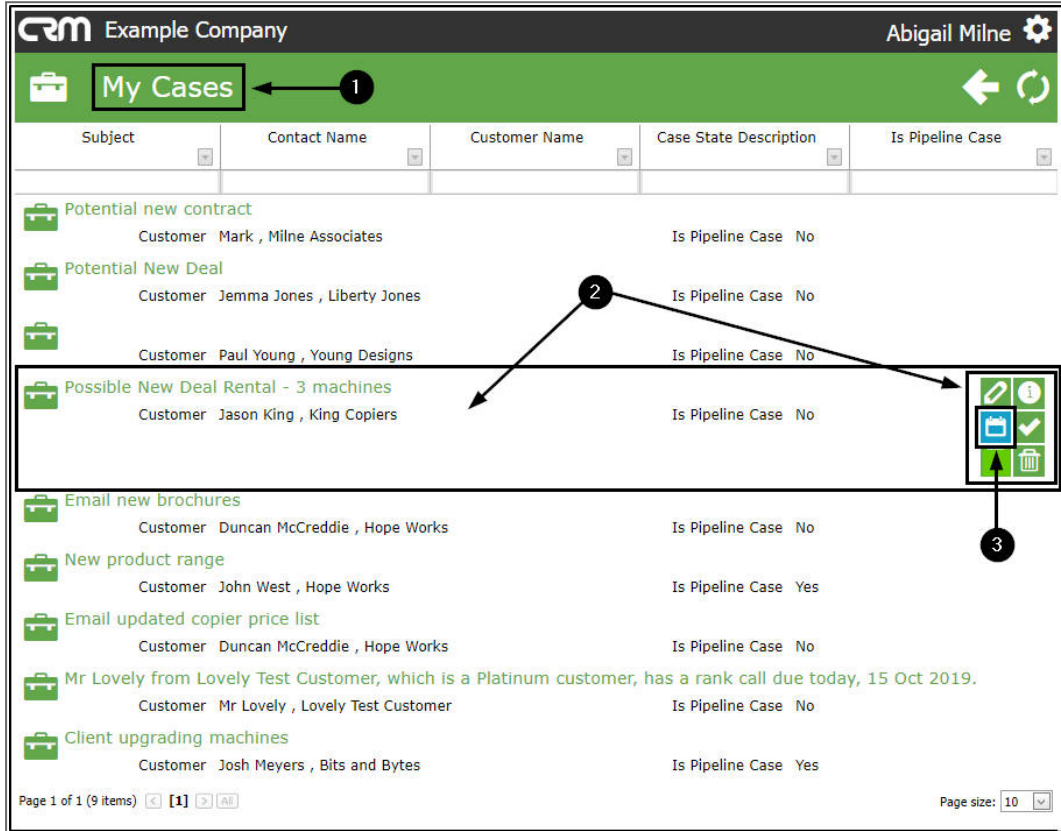 CRM Example Company Abigail Milne
My Cases 1
Subject Contact Name Customer Name Case State Description Is Pipeline Case
Potential new contract
Customer Mark , Milne Associates Is Pipeline Case No
Potential New Deal
Customer Jemma Jones , Liberty Jones Is Pipeline Case No
2
Customer Paul Young , Young Designs Is Pipeline Case No
Possible New Deal Rental - 3 machines
Customer Jason King , King Copiers Is Pipeline Case No
Email new brochures
Customer Duncan McCreddie , Hope Works Is Pipeline Case No
3
New product range
Customer John West , Hope Works Is Pipeline Case Yes
Email updated copier price list
Customer Duncan McCreddie , Hope Works Is Pipeline Case No
Mr Lovely from Lovely Test Customer, which is a Platinum customer, has a rank call due today, 15 Oct 2019.
Customer Mr Lovely , Lovely Test Customer Is Pipeline Case No
Client upgrading machines
Customer Josh Meyers , Bits and Bytes Is Pipeline Case Yes
Page 1 of 1 (9 items) < [1] > All Page size: 10